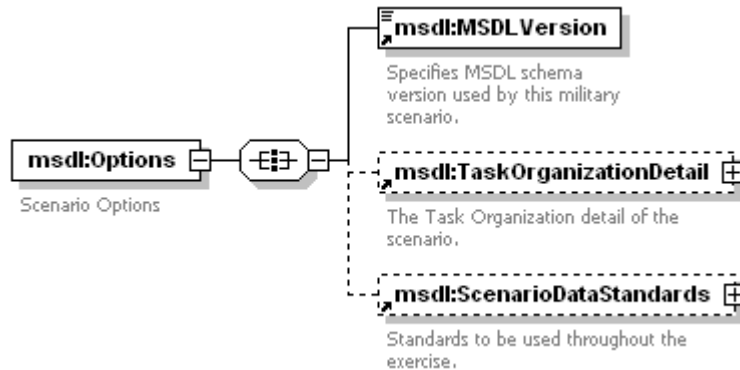 msdl:MSDLVersion
Specifies MSDL schema
version used by this military
scenario.
msdl:Options
Scenario Options
msdl:TaskOrganizationDetail
The Task Organization detail of the
scenario.
msdl:ScenarioDataStandards
Standards to be used throughout the
exercise.